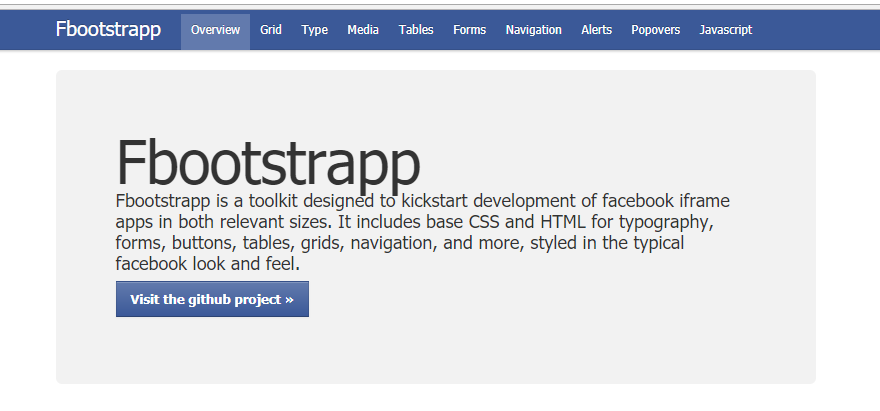 Fbootstrapp Overview Grid Type Media Tables Forms Navigation Alerts Popovers Javascript
Fbootstrapp
Fbootstrapp is a toolkit designed to kickstart development of facebook iframe
apps in both relevant sizes. It includes base CSS and HTML for typography,
forms, buttons, tables, grids, navigation, and more, styled in the typical
facebook look and feel.
Visit the github project »